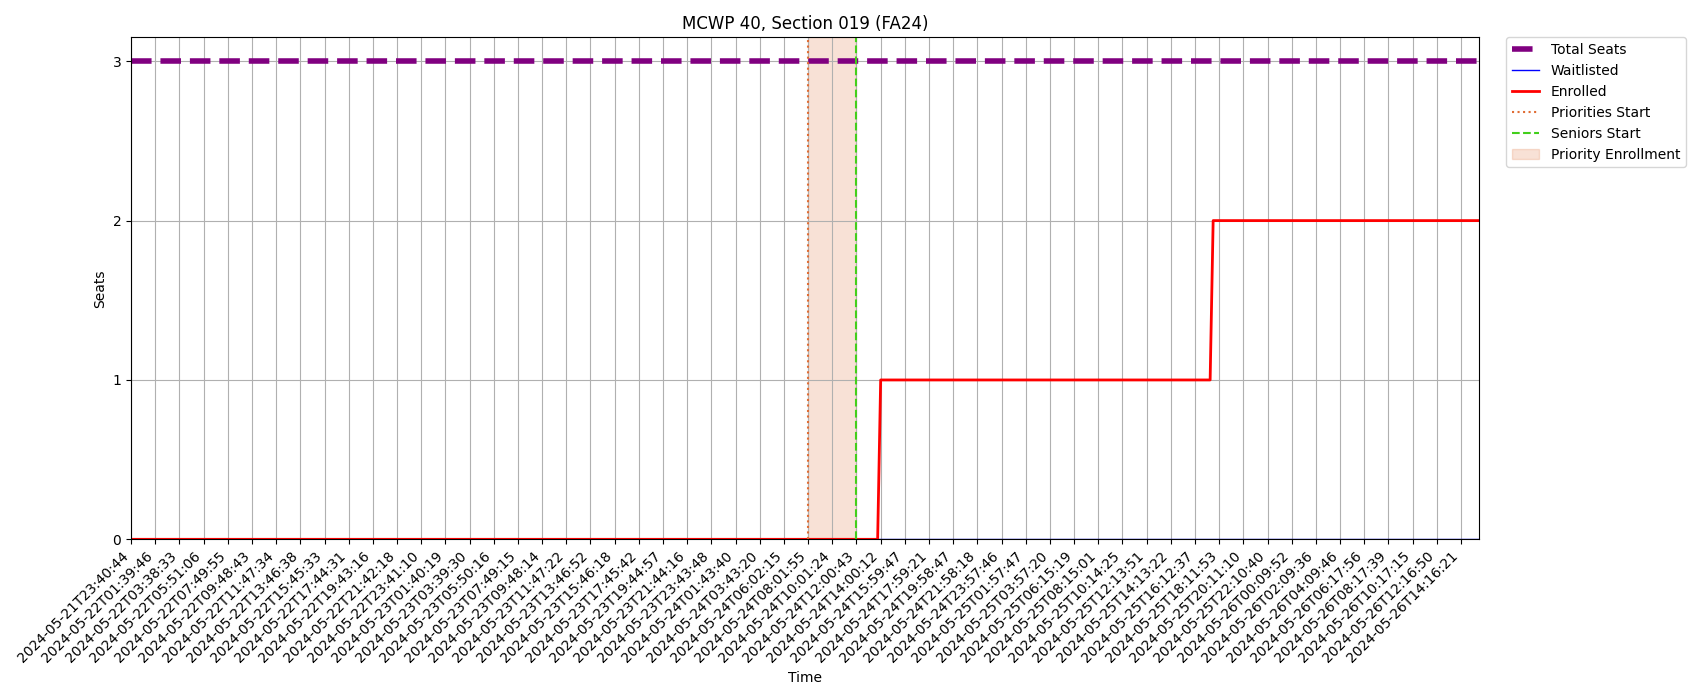 MCWP 40, Section 019 (FA24)
Total Seats
Waitlisted
Enrolled
Priorities Start
Seniors Start
Priority Enrollment
Seats
3
2
1
0
2024-05-21T23:40:44
2024-05-22T01:39:46
2024-05-22T03:38:33
2024-05-22T05:51:06
2024-05-22T07:49:55
2024-05-22T09:48:43
2024-05-22T11:47:34
2024-05-22T13:46:38
2024-05-22T15:45:33
2024-05-22T17:44:31
2024-05-22T19:43:16
2024-05-22T21:42:18
2024-05-22T23:41:10
2024-05-23T01:40:19
2024-05-23T03:39:30
2024-05-23T05:50:16
2024-05-23T07:49:15
2024-05-23T09:48:14
2024-05-23T11:47:22
2024-05-23T13:46:52
2024-05-23T15:46:18
2024-05-23T17:45:42
2024-05-23T19:44:57
2024-05-23T21:44:16
2024-05-23T23:43:48
2024-05-24T01:43:40
2024-05-24T03:43:20
2024-05-24T06:02:15
2024-05-24T08:01:55
2024-05-24T10:01:24
2024-05-24T12:00:43
2024-05-24T14:00:12
2024-05-24T15:59:47
2024-05-24T17:59:21
2024-05-24T19:58:47
2024-05-24T21:58:18
2024-05-24T23:57:46
2024-05-25T01:57:47
2024-05-25T03:57:20
2024-05-25T06:15:19
2024-05-25T08:15:01
2024-05-25T10:14:25
2024-05-25T12:13:51
2024-05-25T14:13:22
2024-05-25T16:12:37
2024-05-25T18:11:53
2024-05-25T20:11:10
2024-05-25T22:10:40
2024-05-26T00:09:52
2024-05-26T02:09:36
2024-05-26T04:09:46
2024-05-26T06:17:56
2024-05-26T08:17:39
2024-05-26T10:17:15
2024-05-26T12:16:50
2024-05-26T14:16:21
Time